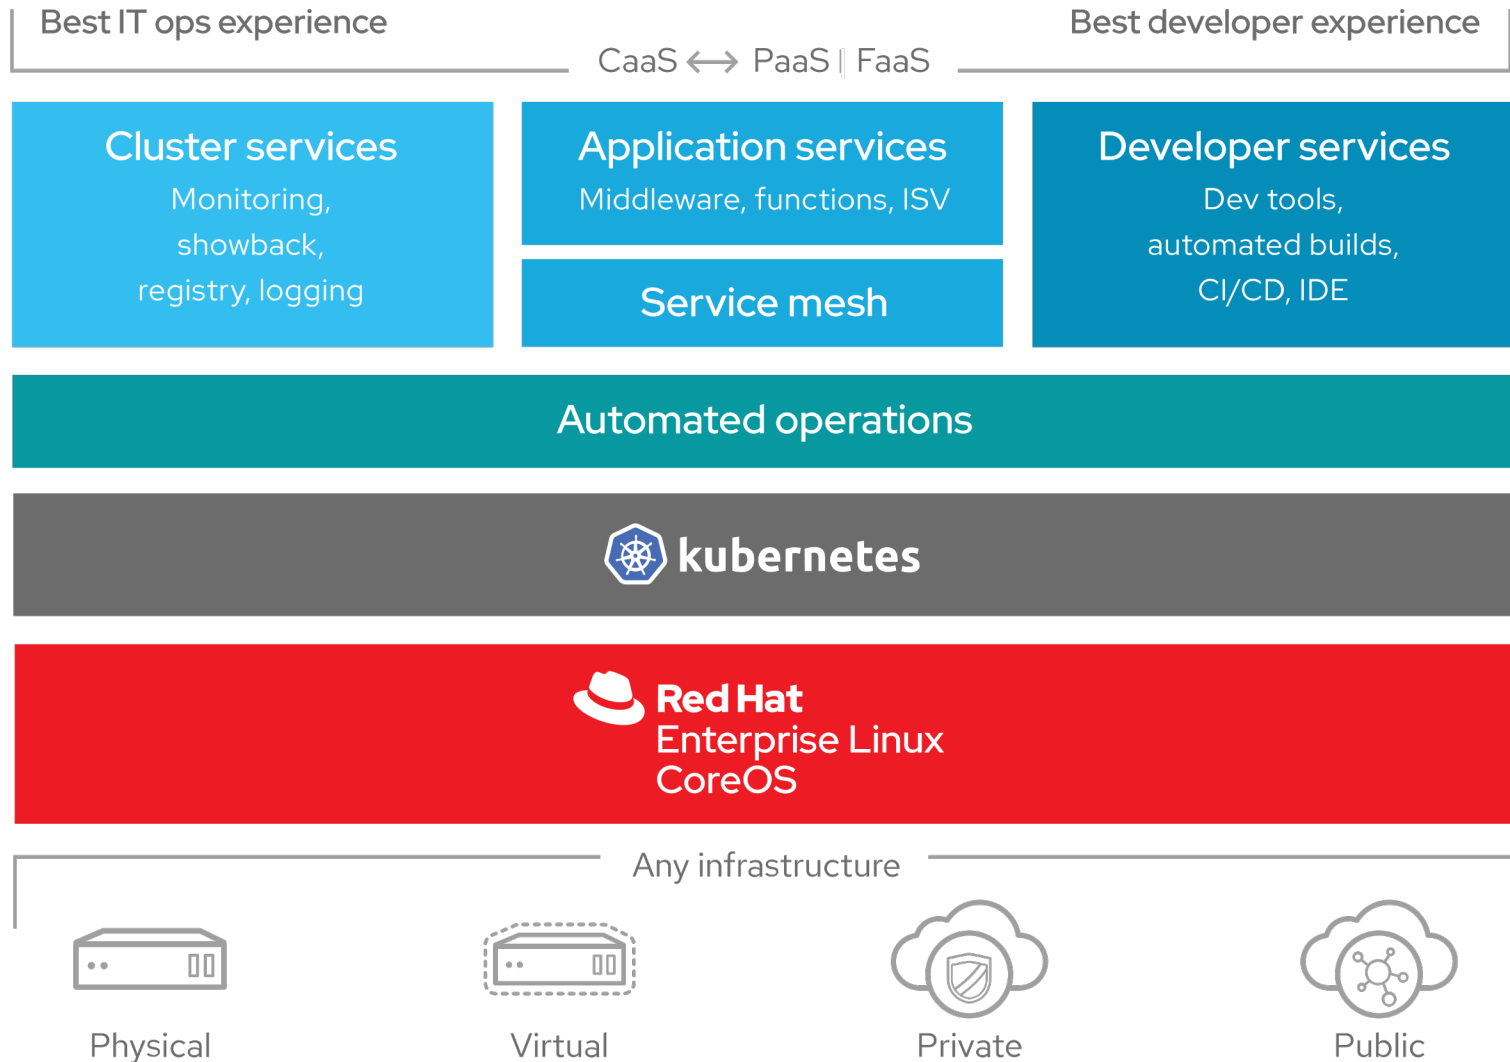 Best IT ops experience
Best developer experience
CaaS ↔ PaaS | FaaS
Cluster services
Monitoring,
showback,
registry, logging
Application services
Middleware, functions, ISV
Service mesh
Developer services
Dev tools,
automated builds,
CI/CD, IDE
Automated operations
kubernetes
Red Hat
Enterprise Linux
CoreOS
Any infrastructure
Physical
Virtual
Private
Public